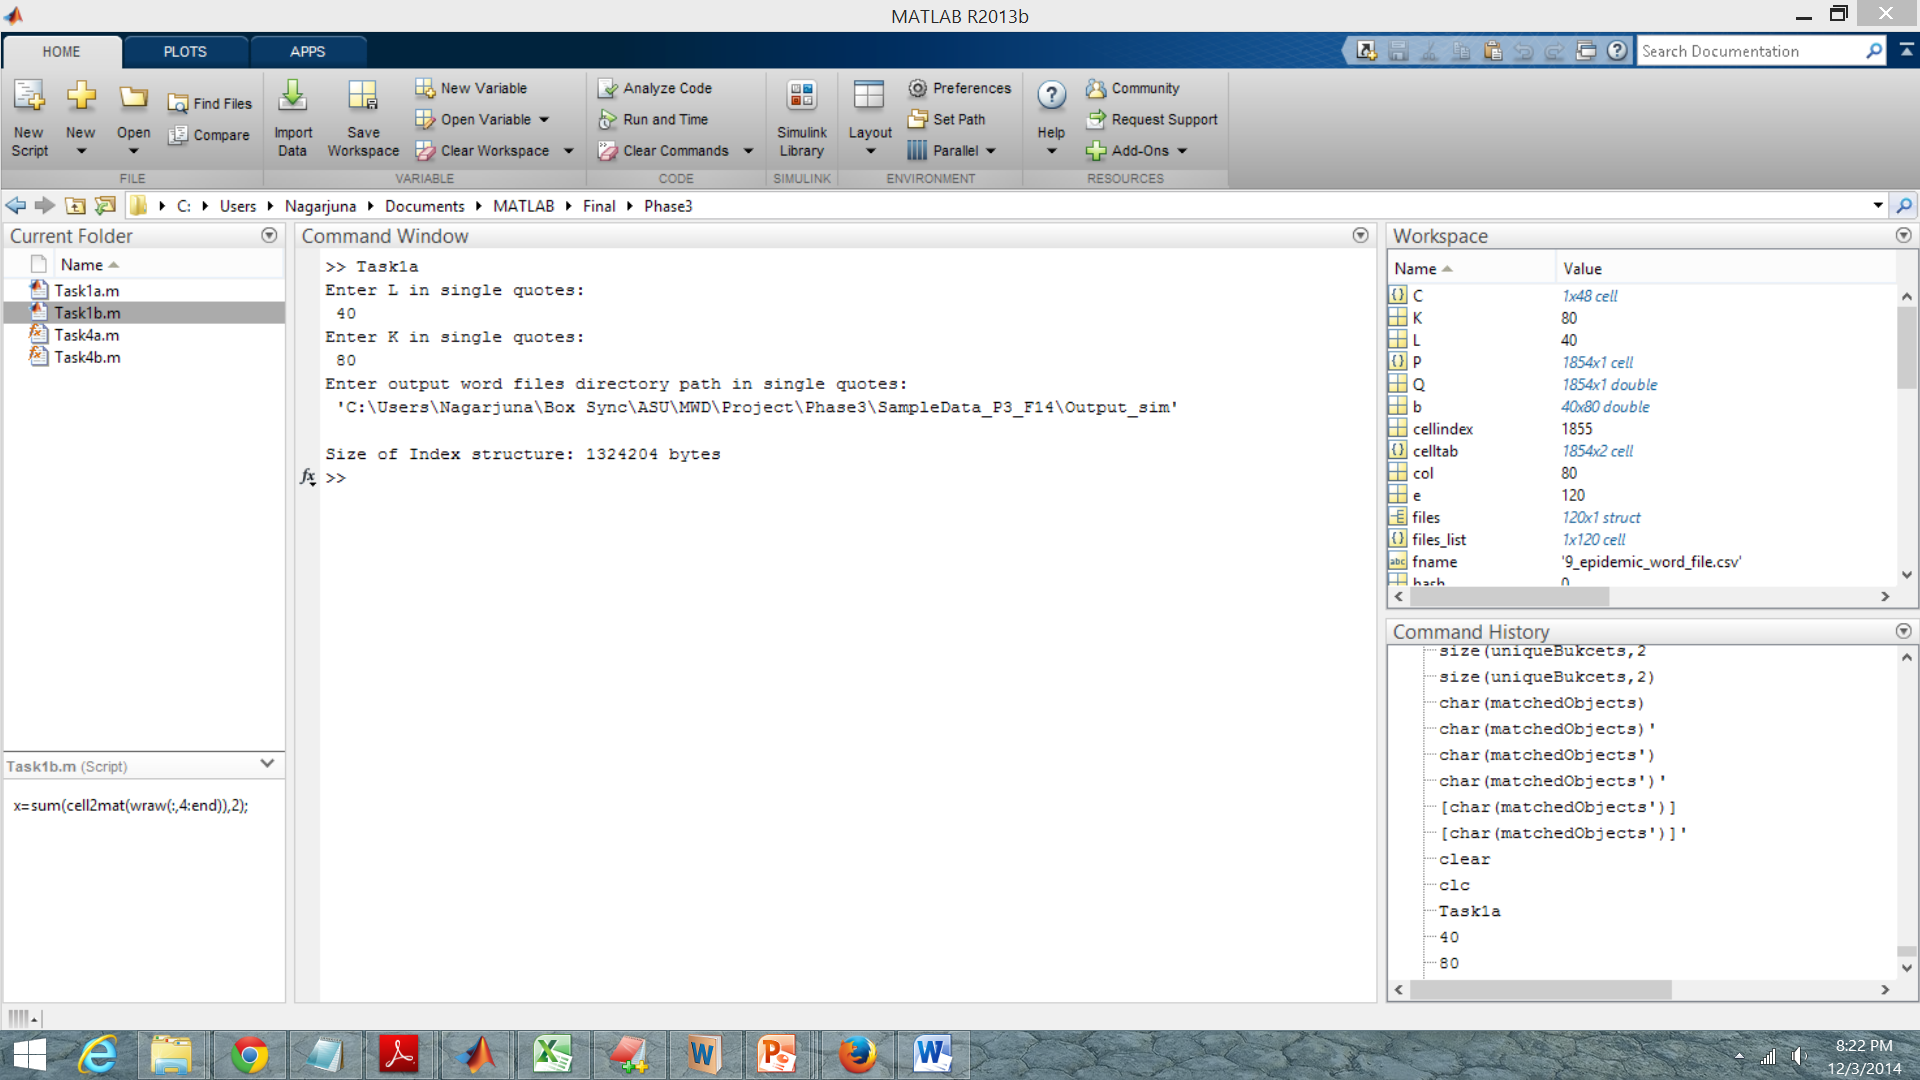 MATLAB R2013b
HOME PLOTS APPS
Search Documentation
New Script
New
Open
Find Files
Compare
FILE
Import Data
Save Workspace
New Variable
Open Variable
Clear Workspace
VARIABLE
Analyze Code
Run and Time
Clear Commands
CODE
Simulink Library
SIMULINK
Layout
Preferences
Set Path
Parallel
ENVIRONMENT
Help
Community
Request Support
Add-Ons
RESOURCES
C: Users Nagarjuna Documents MATLAB Final Phase3
Current Folder
Name
Task1a.m
Task1b.m
Task4a.m
Task4b.m
Task1b.m (Script)
x=sum(cell2mat(wraw(:,4:end)),2);
Command Window
>> Task1a
Enter L in single quotes:
40
Enter K in single quotes:
80
Enter output word files directory path in single quotes:
'C:\Users\Nagarjuna\Box Sync\ASU\MWD\Project\Phase3\SampleData_P3_F14\Output_sim'
Size of Index structure: 1324204 bytes
fx >>
Workspace
Name Value
C 1x48 cell
K 80
L 40
P 1854x1 cell
Q 1854x1 double
b 40x80 double
cellindex 1855
celltab 1854x2 cell
col 80
e 120
files 120x1 struct
files_list 1x120 cell
abc fname '9_epidemic_word_file.csv'
hash 0
Command History
size(uniqueBukcets,2
size(uniqueBukcets,2)
char(matchedObjects)
char(matchedObjects)'
char(matchedObjects')
char(matchedObjects')'
[char(matchedObjects')]
[char(matchedObjects')]'
clear
clc
Task1a
40
80
8:22 PM
12/3/2014